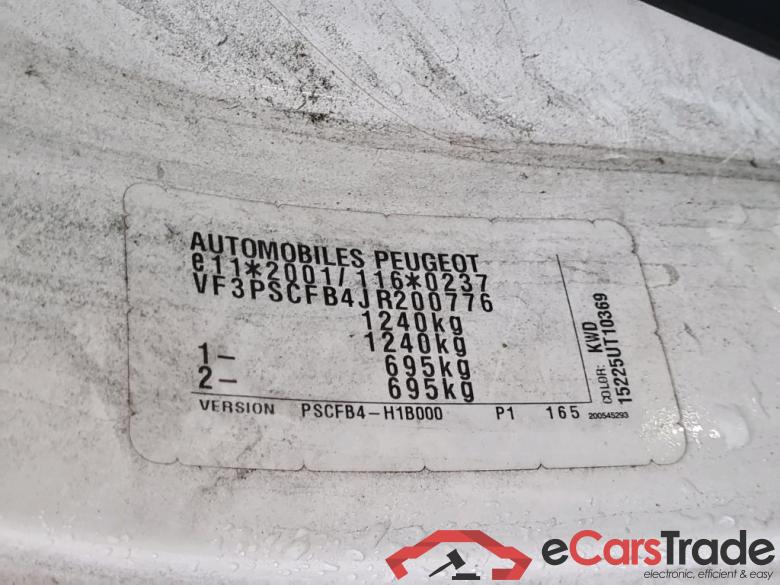 AUTOMOBILES PEUGEOT
e11*2001/116*0237
VF3PSCFB4JR200776
1240kg
1240kg
1- 695kg
2- 695kg
VERSION PSCFB4-H1B000 P1 165
COLOR: KWD
15225UT10369
200545293
eCarsTrade
electronic, efficient & easy